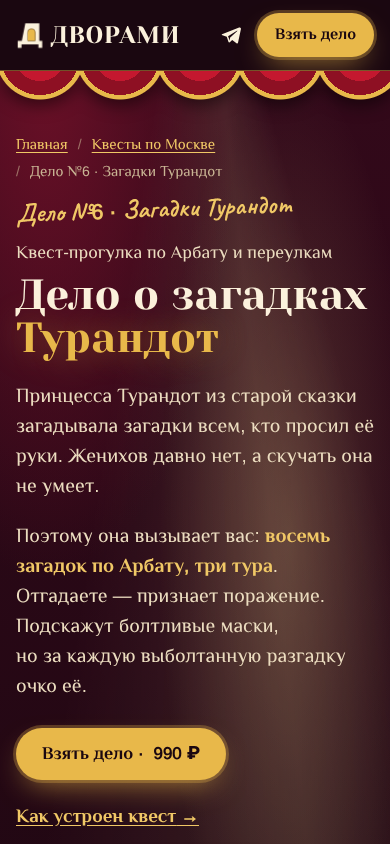 ДВОРАМИ
Взять дело
Главная / Квесты по Москве
/ Дело №6 · Загадки Турандот
Дело №6 · Загадки Турандот
Квест-прогулка по Арбату и переулкам
Дело о загадках
Турандот
Принцесса Турандот из старой сказки
загадывала загадки всем, кто просил её
руки. Женихов давно нет, а скучать она
не умеет.
Поэтому она вызывает вас: восемь
загадок по Арбату, три тура.
Отгадаете — признает поражение.
Подскажут болтливые маски,
но за каждую выболтанную разгадку
очко её.
Взять дело · 990 ₽
Как устроен квест →